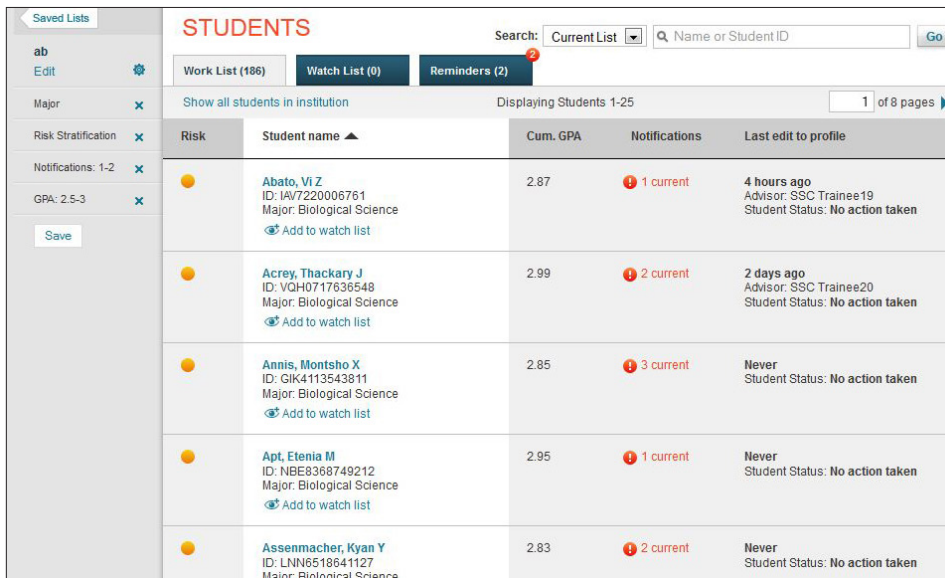 Saved Lists
ab
Edit
Major
Risk Stratification
Notifications: 1-2
GPA: 2.5-3
Save
STUDENTS
Search: Current List Name or Student ID Go
2
Work List (186) Watch List (0) Reminders (2)
Show all students in institution Displaying Students 1-25 1 of 8 pages
Risk Student name Cum. GPA Notifications Last edit to profile
Abato, Vi Z 2.87 1 current 4 hours ago
ID: IAV7220006761 Advisor: SSC Trainee19
Major: Biological Science Student Status: No action taken
Add to watch list
Acrey, Thackary J 2.99 2 current 2 days ago
ID: VQH0717636548 Advisor: SSC Trainee20
Major: Biological Science Student Status: No action taken
Add to watch list
Annis, Montsho X 2.85 3 current Never
ID: GIK4113543811 Student Status: No action taken
Major: Biological Science
Add to watch list
Apt, Etenia M 2.95 1 current Never
ID: NBE8368749212 Student Status: No action taken
Major: Biological Science
Add to watch list
Assenmacher, Kyan Y 2.83 2 current Never
ID: LNN6518641127 Student Status: No action taken
Major: Biological Science